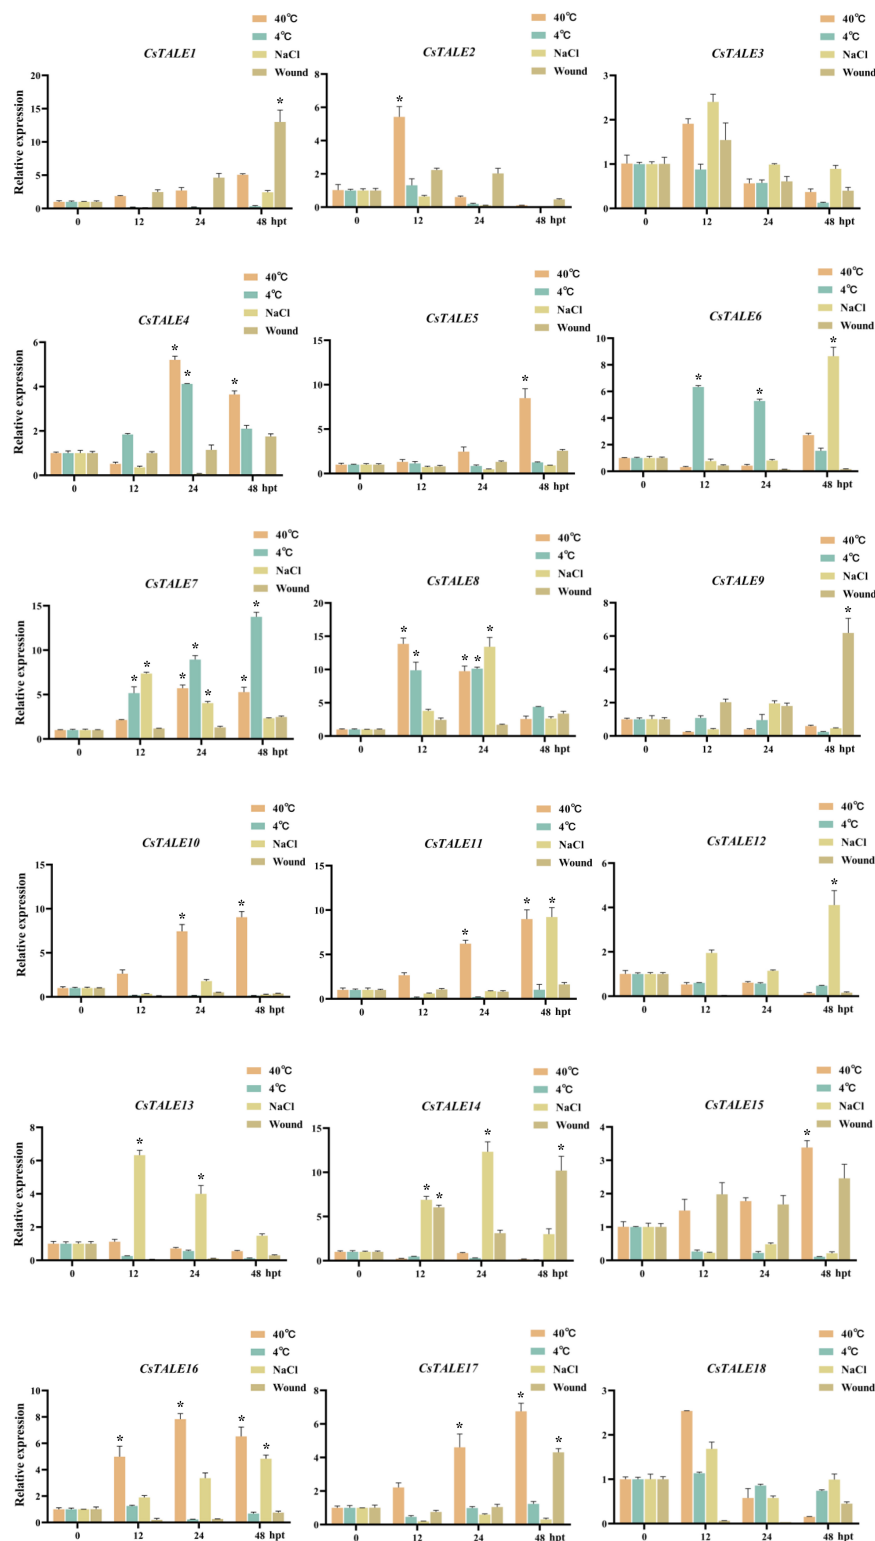 40℃
4℃
NaCl
Wound
CsTALE1
Relative expression
20
15
10
5
0
0 12 24 48 hpt
40℃
4℃
NaCl
Wound
CsTALE2
8
6
4
2
0
0 12 24 48 hpt
40℃
4℃
NaCl
Wound
CsTALE3
3
2
1
0
0 12 24 48 hpt
40℃
4℃
NaCl
Wound
CsTALE4
Relative expression
6
4
2
0
* * *
0 12 24 48 hpt
40℃
4℃
NaCl
Wound
CsTALE5
15
10
5
0
*
0 12 24 48 hpt
40℃
4℃
NaCl
Wound
CsTALE6
10
8
6
4
2
0
* * *
0 12 24 48 hpt
40℃
4℃
NaCl
Wound
CsTALE7
Relative expression
15
10
5
0
* * * * * * *
0 12 24 48 hpt
40℃
4℃
NaCl
Wound
CsTALE8
20
15
10
5
0
* * * * *
0 12 24 48 hpt
40℃
4℃
NaCl
Wound
CsTALE9
10
8
6
4
2
0
*
0 12 24 48 hpt
40℃
4℃
NaCl
Wound
CsTALE10
Relative expression
15
10
5
0
* *
0 12 24 48 hpt
40℃
4℃
NaCl
Wound
CsTALE11
15
10
5
0
* * *
0 12 24 48 hpt
40℃
4℃
NaCl
Wound
CsTALE12
6
4
2
0
*
0 12 24 48 hpt
40℃
4℃
NaCl
Wound
CsTALE13
Relative expression
8
6
4
2
0
* *
0 12 24 48 hpt
40℃
4℃
NaCl
Wound
CsTALE14
15
10
5
0
* * * *
0 12 24 48 hpt
40℃
4℃
NaCl
Wound
CsTALE15
4
3
2
1
0
*
0 12 24 48 hpt
40℃
4℃
NaCl
Wound
CsTALE16
Relative expression
10
8
6
4
2
0
* * * *
0 12 24 48 hpt
40℃
4℃
NaCl
Wound
CsTALE17
8
6
4
2
0
* * *
0 12 24 48 hpt
40℃
4℃
NaCl
Wound
CsTALE18
3
2
1
0
0 12 24 48 hpt